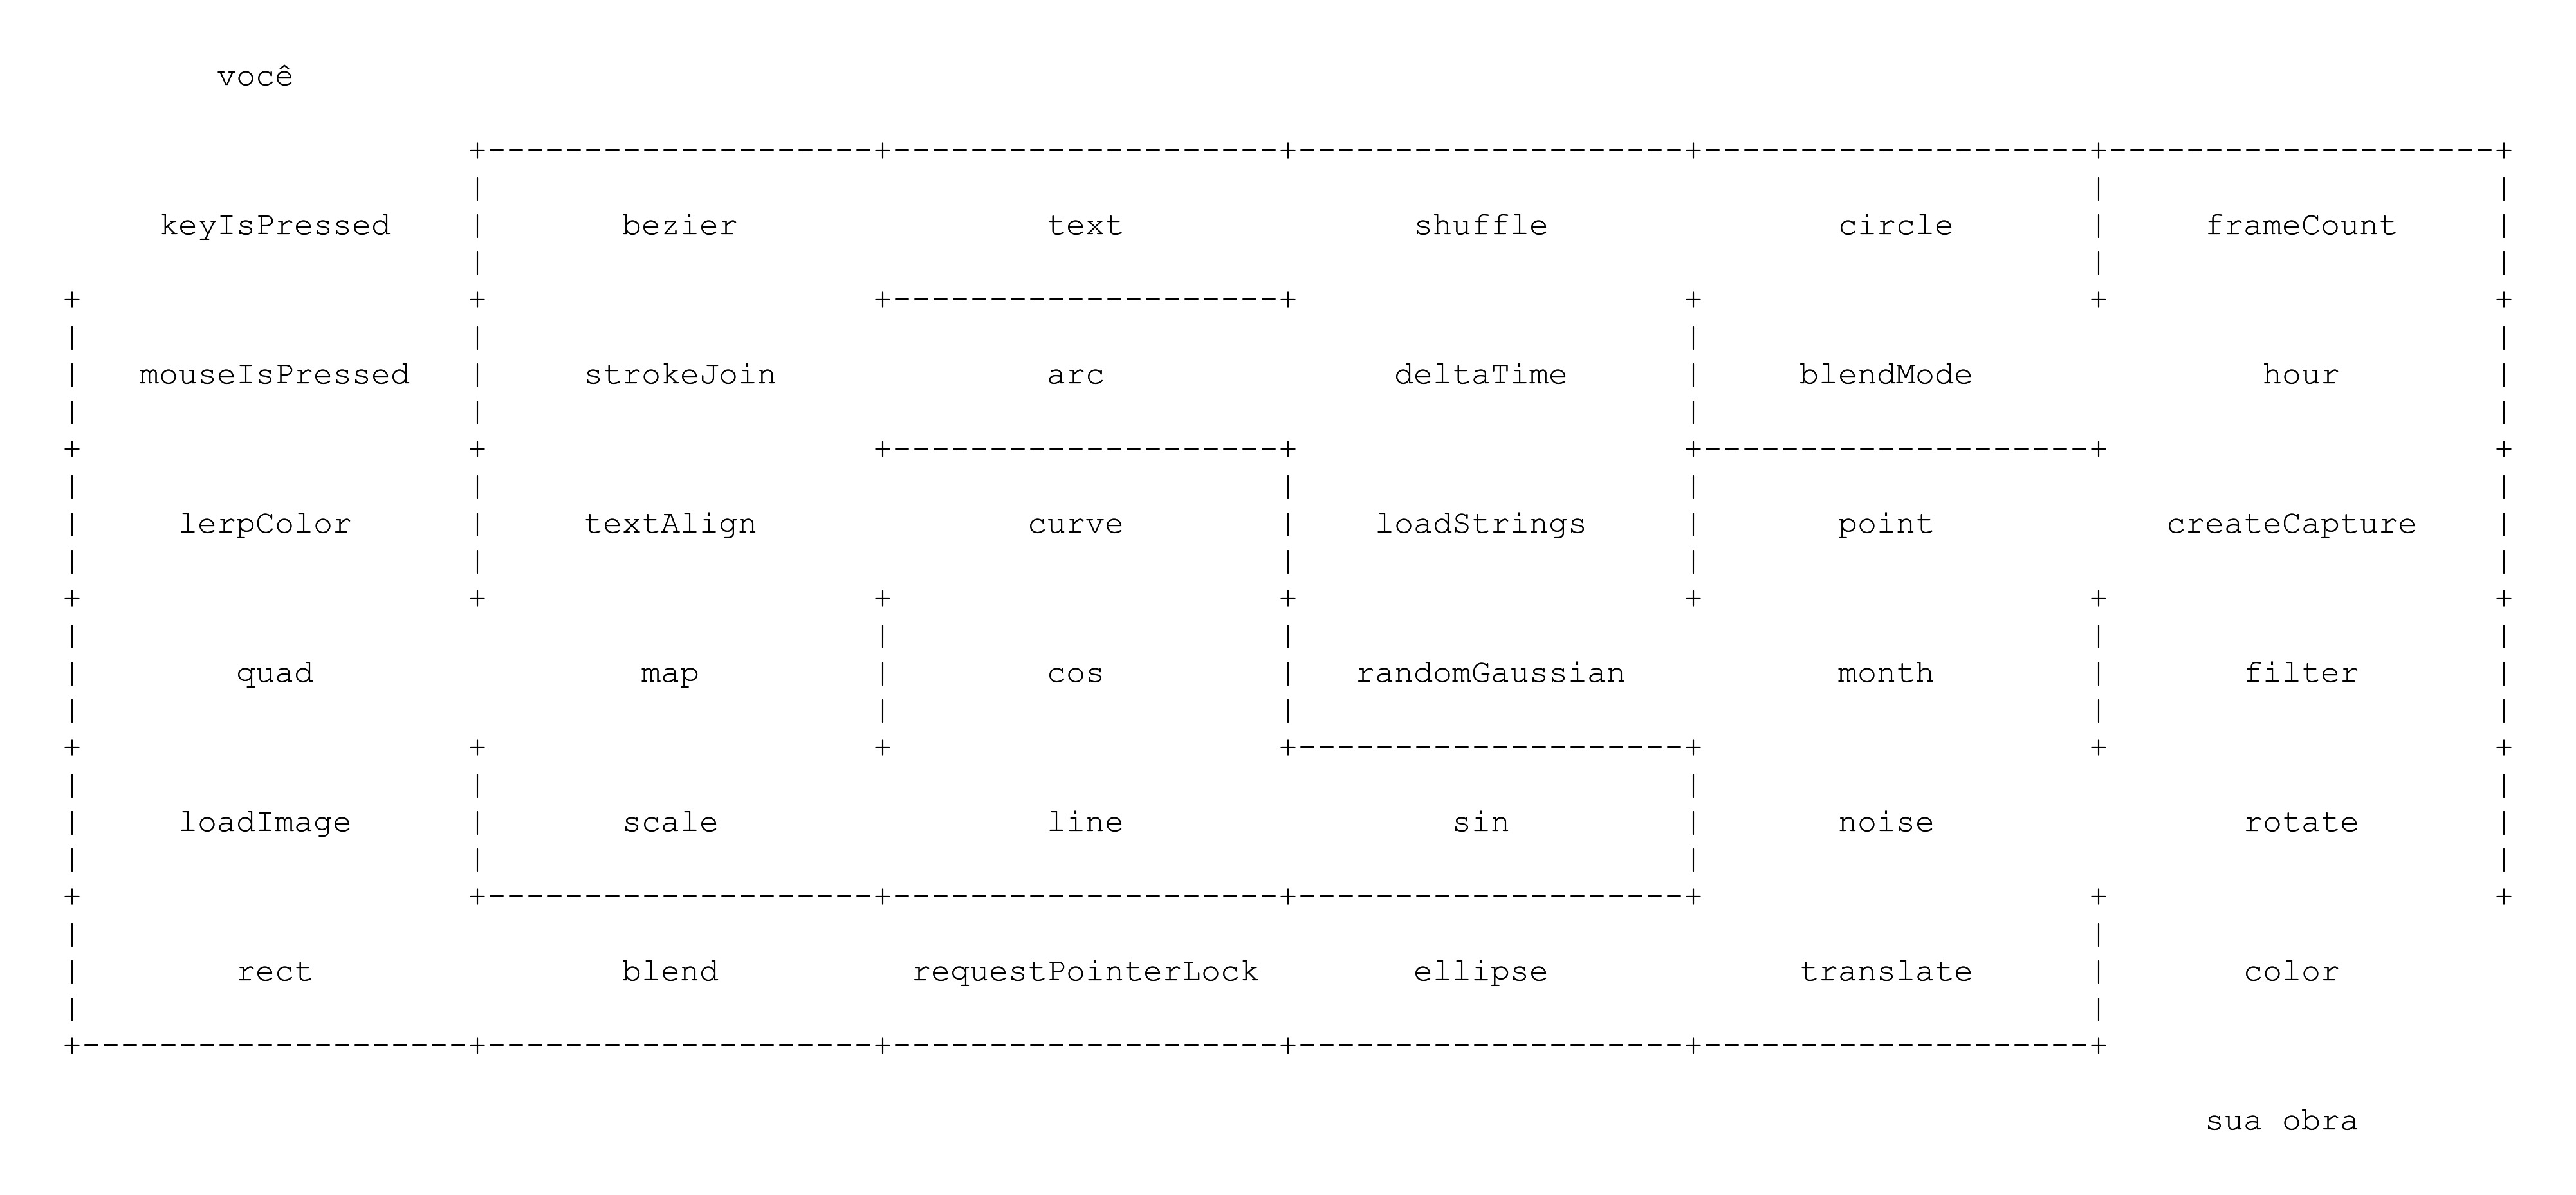 você
keyIsPressed bezier text shuffle circle frameCount
mouseIsPressed strokeJoin arc deltaTime blendMode hour
lerpColor textAlign curve loadStrings point createCapture
quad map cos randomGaussian month filter
loadImage scale line sin noise rotate
rect blend requestPointerLock ellipse translate color
sua obra